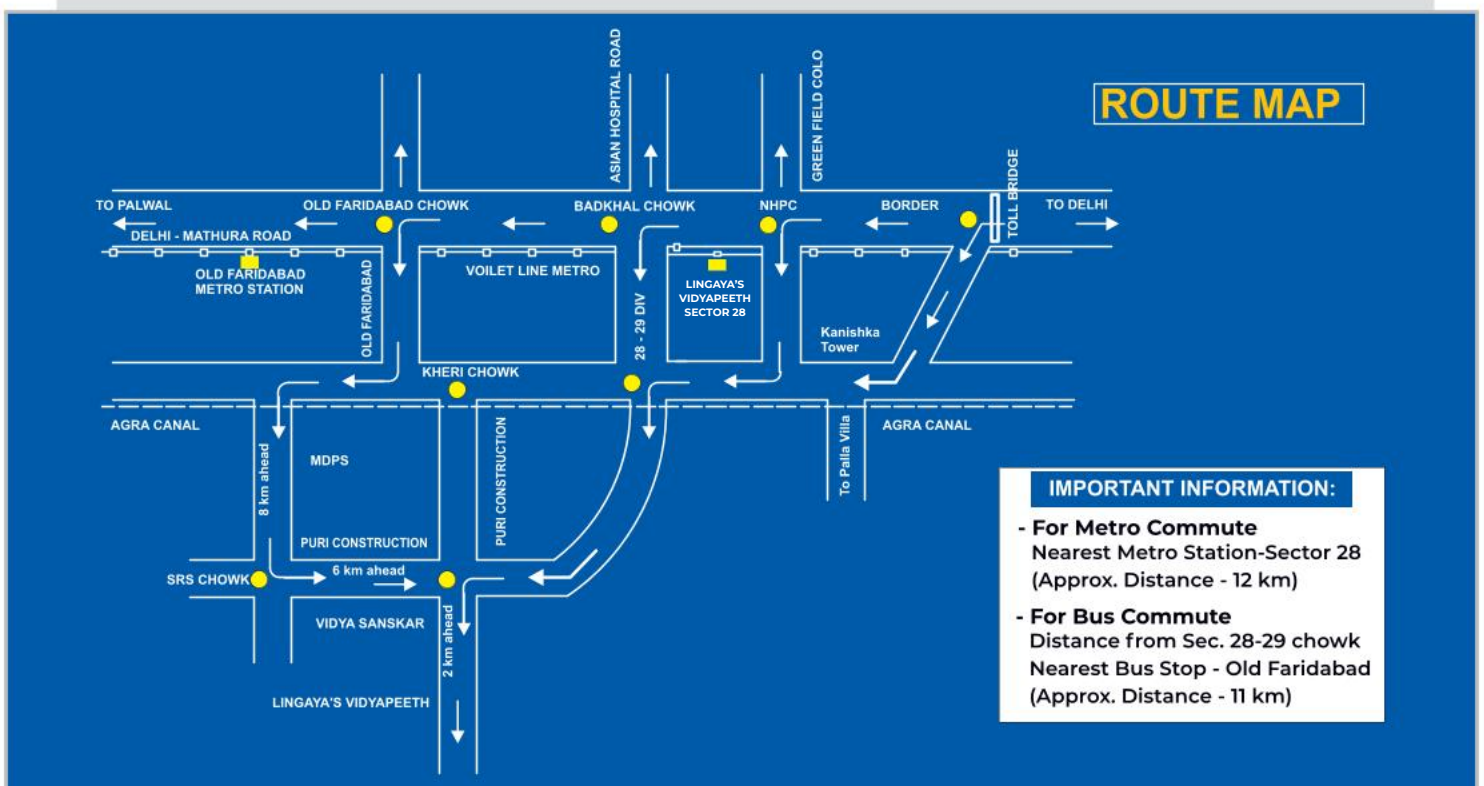 ROUTE MAP
ASIAN HOSPITAL ROAD
GREEN FIELD COLO
TOLL BRIDGE
TO PALWAL
OLD FARIDABAD CHOWK
BADKHAL CHOWK
NHPC
BORDER
TO DELHI
DELHI - MATHURA ROAD
OLD FARIDABAD
METRO STATION
OLD FARIDABAD
VOILET LINE METRO
28 - 29 DIV
LINGAYA'S
VIDYAPEETH
SECTOR 28
Kanishka
Tower
KHERI CHOWK
AGRA CANAL
AGRA CANAL
8 km ahead
MDPS
PURI CONSTRUCTION
To Palla Villa
PURI CONSTRUCTION
SRS CHOWK
6 km ahead
VIDYA SANSKAR
2 km ahead
LINGAYA'S VIDYAPEETH
IMPORTANT INFORMATION:
- For Metro Commute
Nearest Metro Station-Sector 28
(Approx. Distance - 12 km)
- For Bus Commute
Distance from Sec. 28-29 chowk
Nearest Bus Stop - Old Faridabad
(Approx. Distance - 11 km)